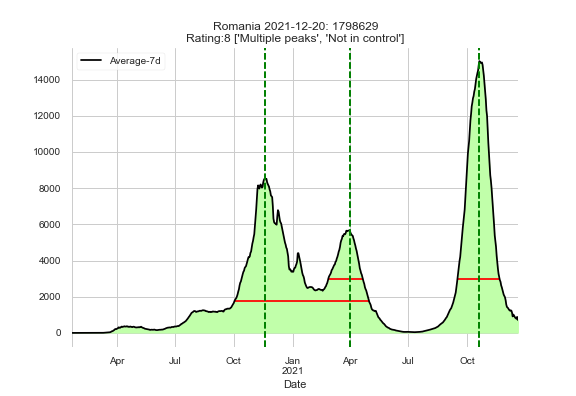 Romania 2021-12-20: 1798629
Rating:8 ['Multiple peaks', 'Not in control']
Average-7d
14000
12000
10000
8000
6000
4000
2000
0
Apr Jul Oct Jan Apr Jul Oct
2021
Date